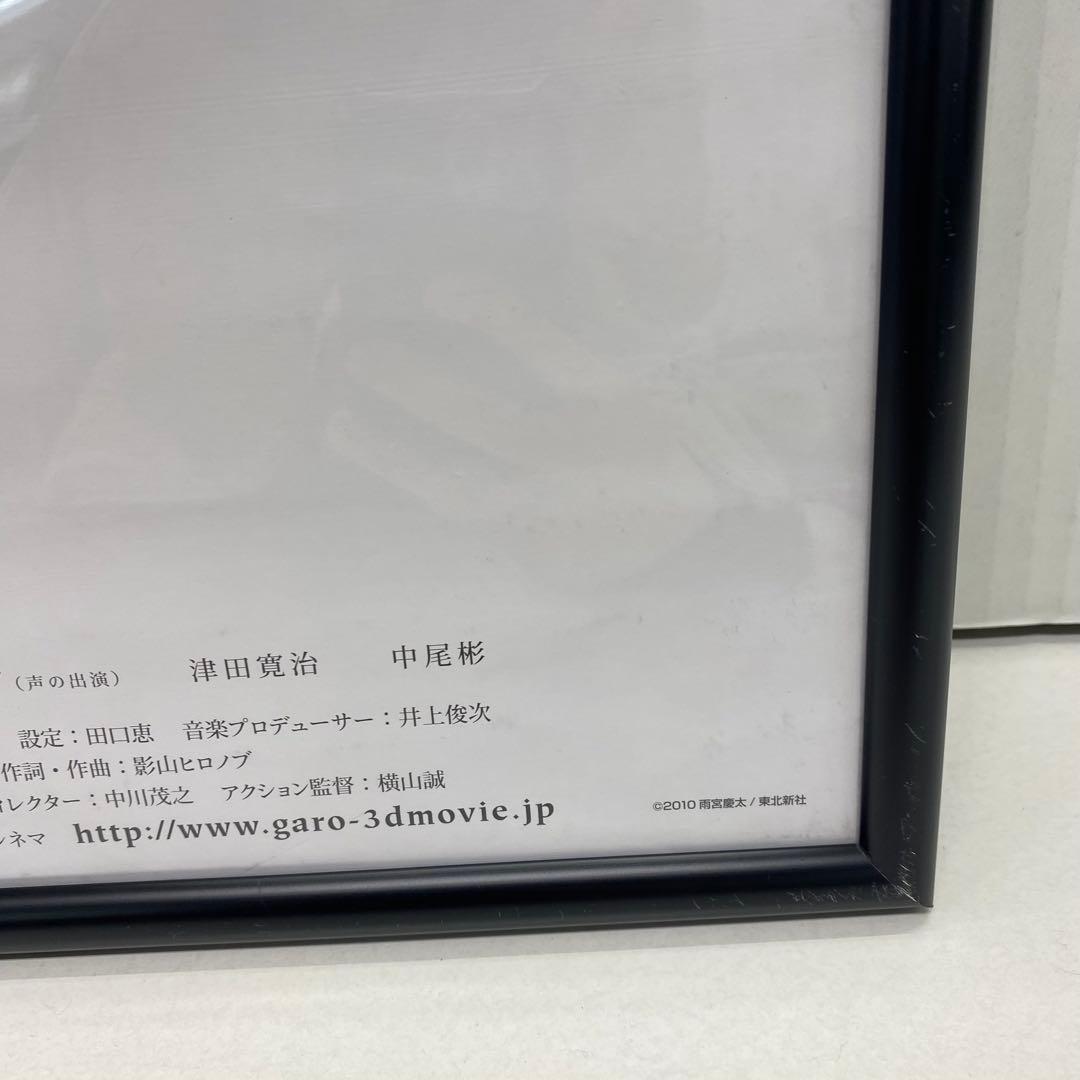 （声の出演） 津田寛治 中尾彬
設定：田口恵 音楽プロデューサー：井上俊次
作詞・作曲：影山ヒロノブ
レクター：中川茂之 アクション監督：横山誠
シネマ http://www.garo-3dmovie.jp
©2010 雨宮慶太 / 東北新社